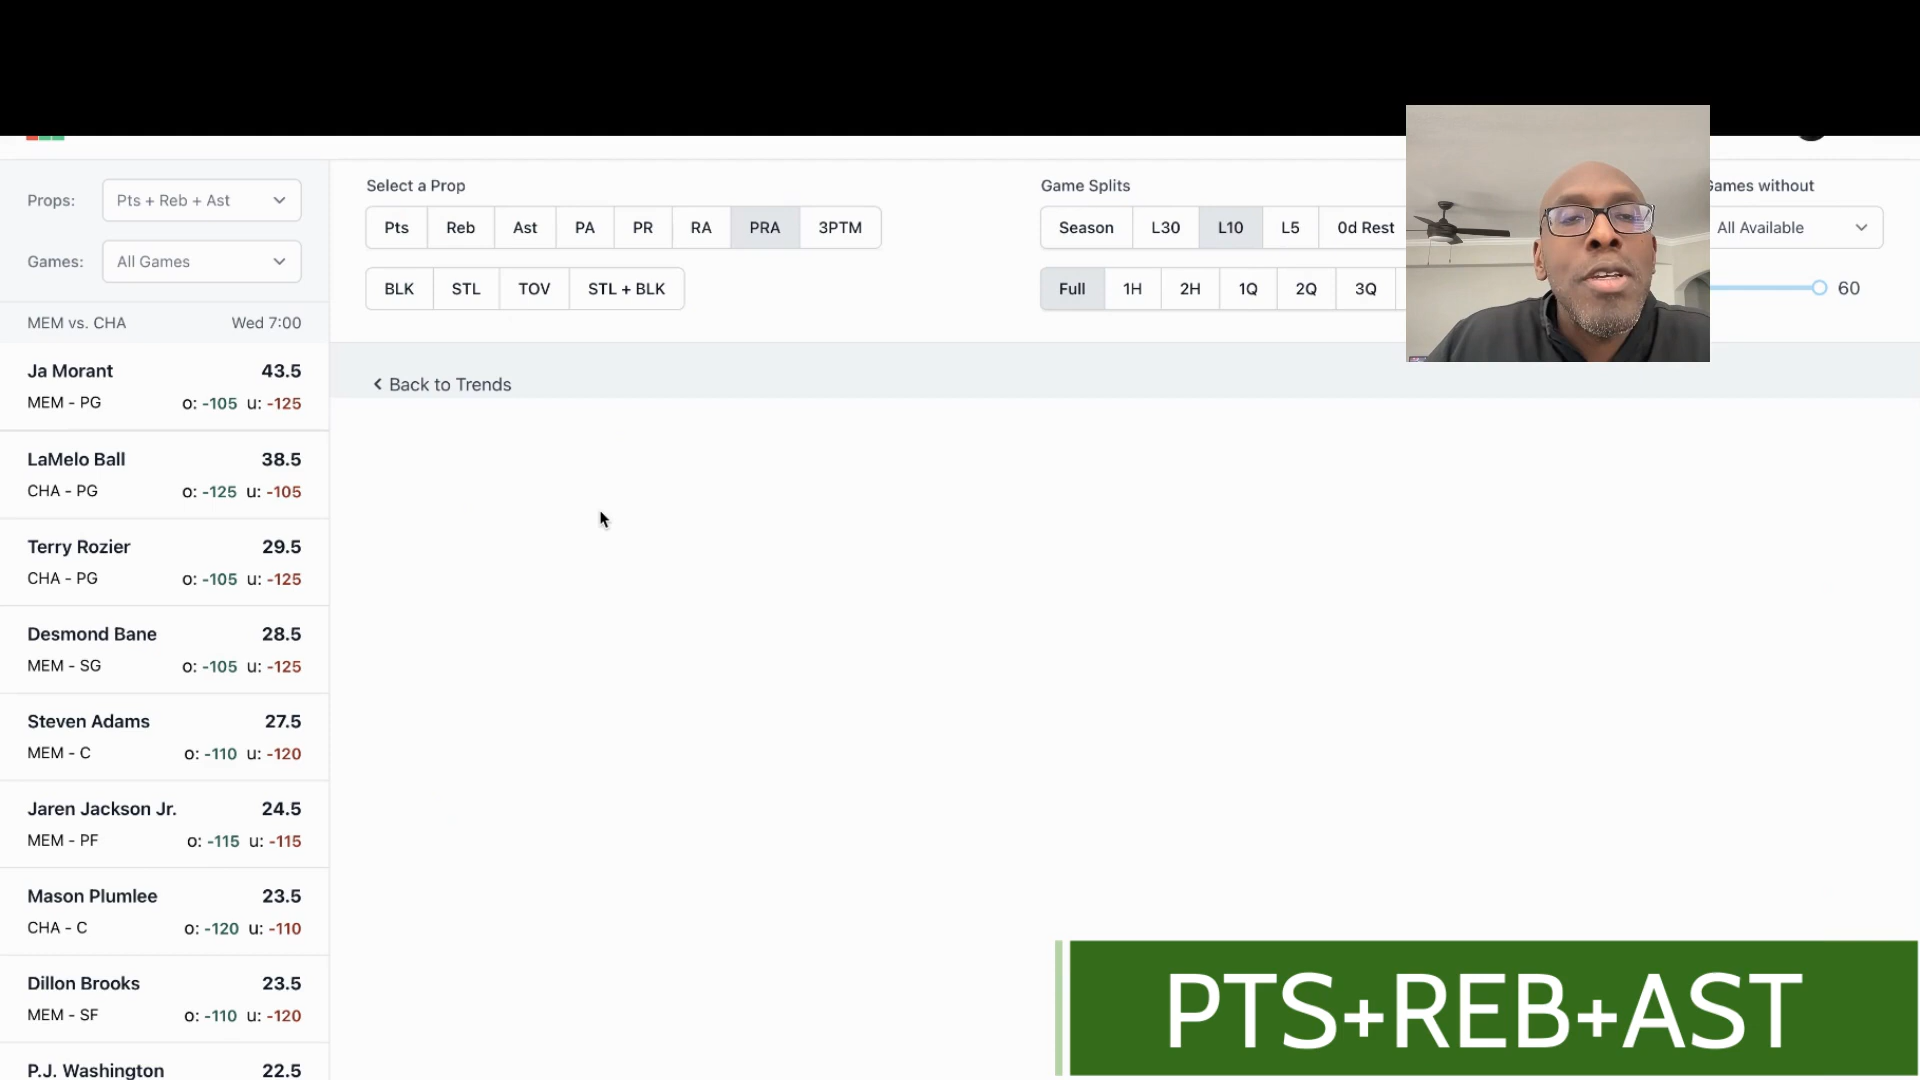 Props: Pts + Reb + Ast
Games: All Games
MEM vs. CHA Wed 7:00
Ja Morant 43.5
MEM - PG o: -105 u: -125
LaMelo Ball 38.5
CHA - PG o: -125 u: -105
Terry Rozier 29.5
CHA - PG o: -105 u: -125
Desmond Bane 28.5
MEM - SG o: -105 u: -125
Steven Adams 27.5
MEM - C o: -110 u: -120
Jaren Jackson Jr. 24.5
MEM - PF o: -115 u: -115
Mason Plumlee 23.5
CHA - C o: -120 u: -110
Dillon Brooks 23.5
MEM - SF o: -110 u: -120
P.J. Washington 22.5
Select a Prop
Pts Reb Ast PA PR RA PRA 3PTM
BLK STL TOV STL + BLK
Game Splits
Season L30 L10 L5 0d Rest
Full 1H 2H 1Q 2Q 3Q
Games without
All Available
60
Back to Trends
PTS+REB+AST